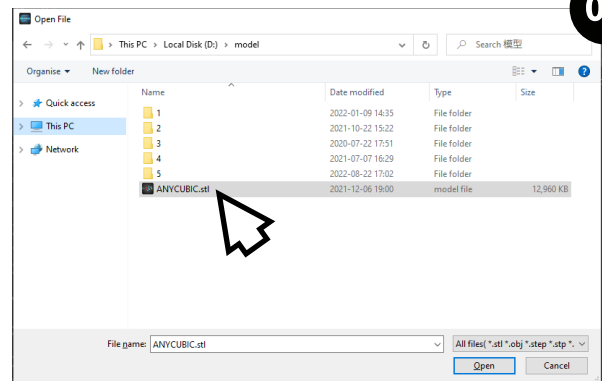 Open File
This PC > Local Disk (D:) > model
Search 模型
Organise New folder
Name Date modified Type Size
Quick access
This PC
Network
1 2022-01-09 14:35 File folder
2 2021-10-22 15:22 File folder
3 2020-07-22 17:51 File folder
4 2021-07-07 16:29 File folder
5 2022-08-22 17:02 File folder
ANYCUBIC.stl 2021-12-06 19:00 model file 12,960 KB
File name: ANYCUBIC.stl All files( *.stl *.obj *.step *.stp *.
Open Cancel